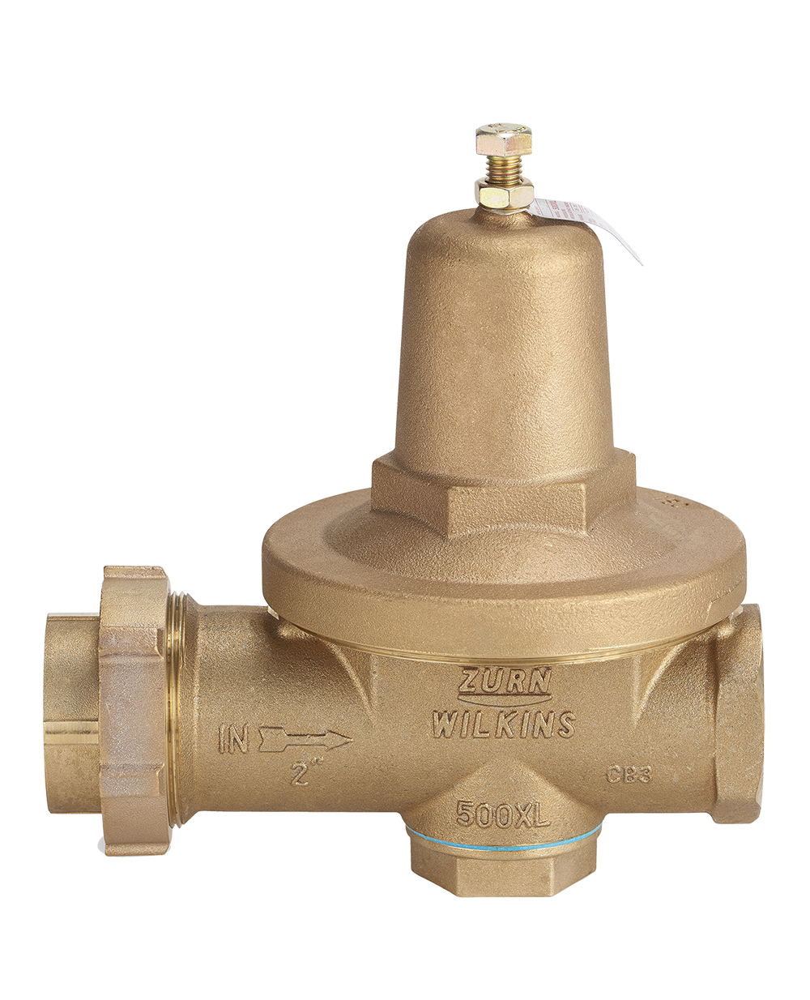 ZURN
WILKINS
IN
2"
CB3
500XL